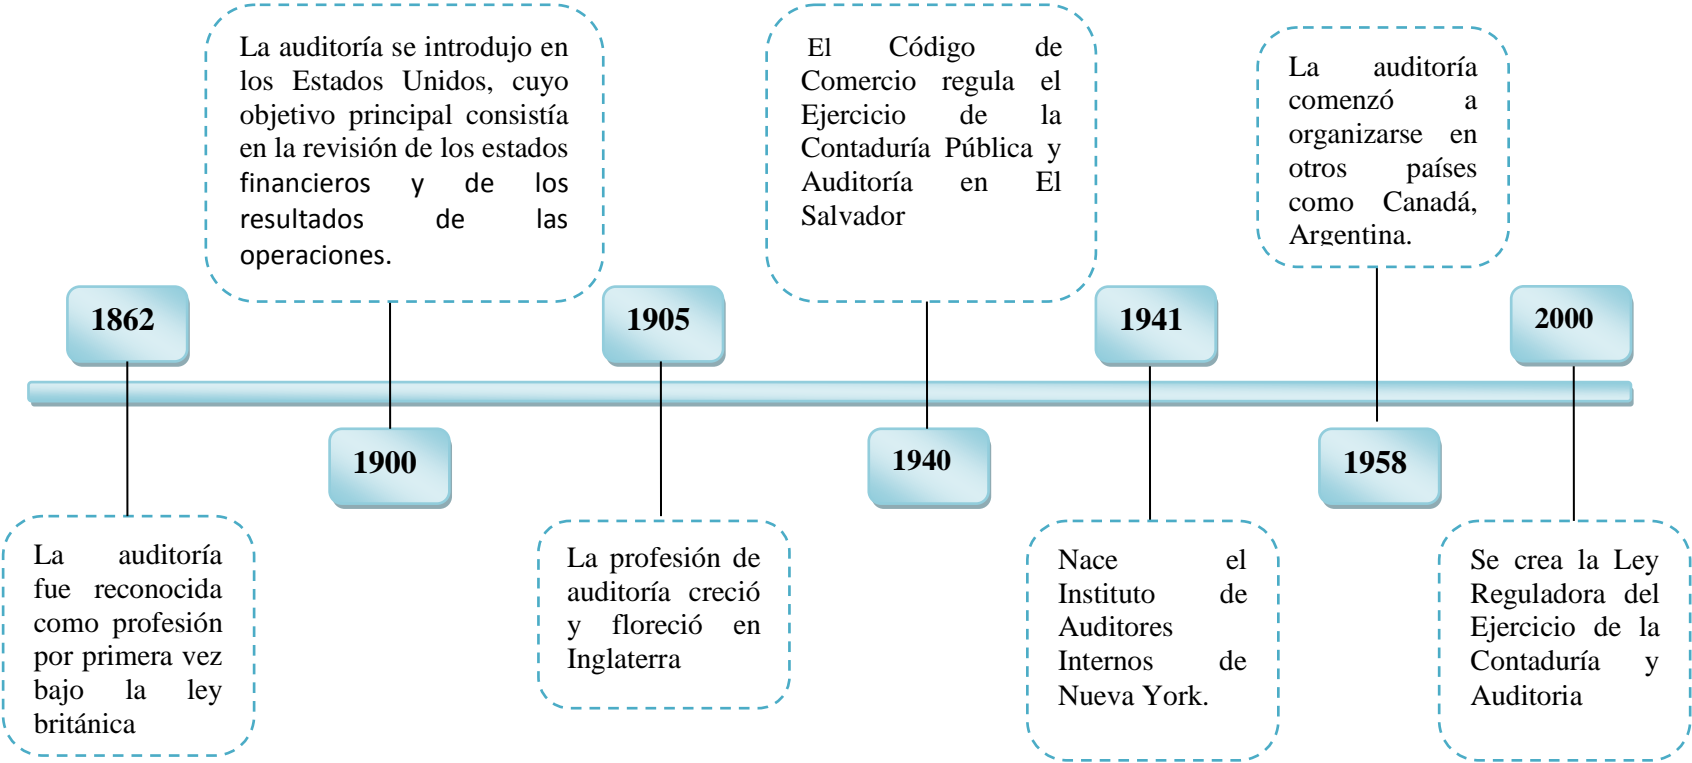 La auditoría se introdujo en
los Estados Unidos, cuyo
objetivo principal consistía
en la revisión de los estados
financieros y de los
resultados de las
operaciones.
El Código de
Comercio regula el
Ejercicio de la
Contaduría Pública y
Auditoría en El
Salvador
La auditoría
comenzó a
organizarse en
otros países
como Canadá,
Argentina.
1862
1905
1941
2000
1900
1940
1958
La auditoría
fue reconocida
como profesión
por primera vez
bajo la ley
británica
La profesión de
auditoría creció
y floreció en
Inglaterra
Nace el
Instituto de
Auditores
Internos de
Nueva York.
Se crea la Ley
Reguladora del
Ejercicio de la
Contaduría y
Auditoria